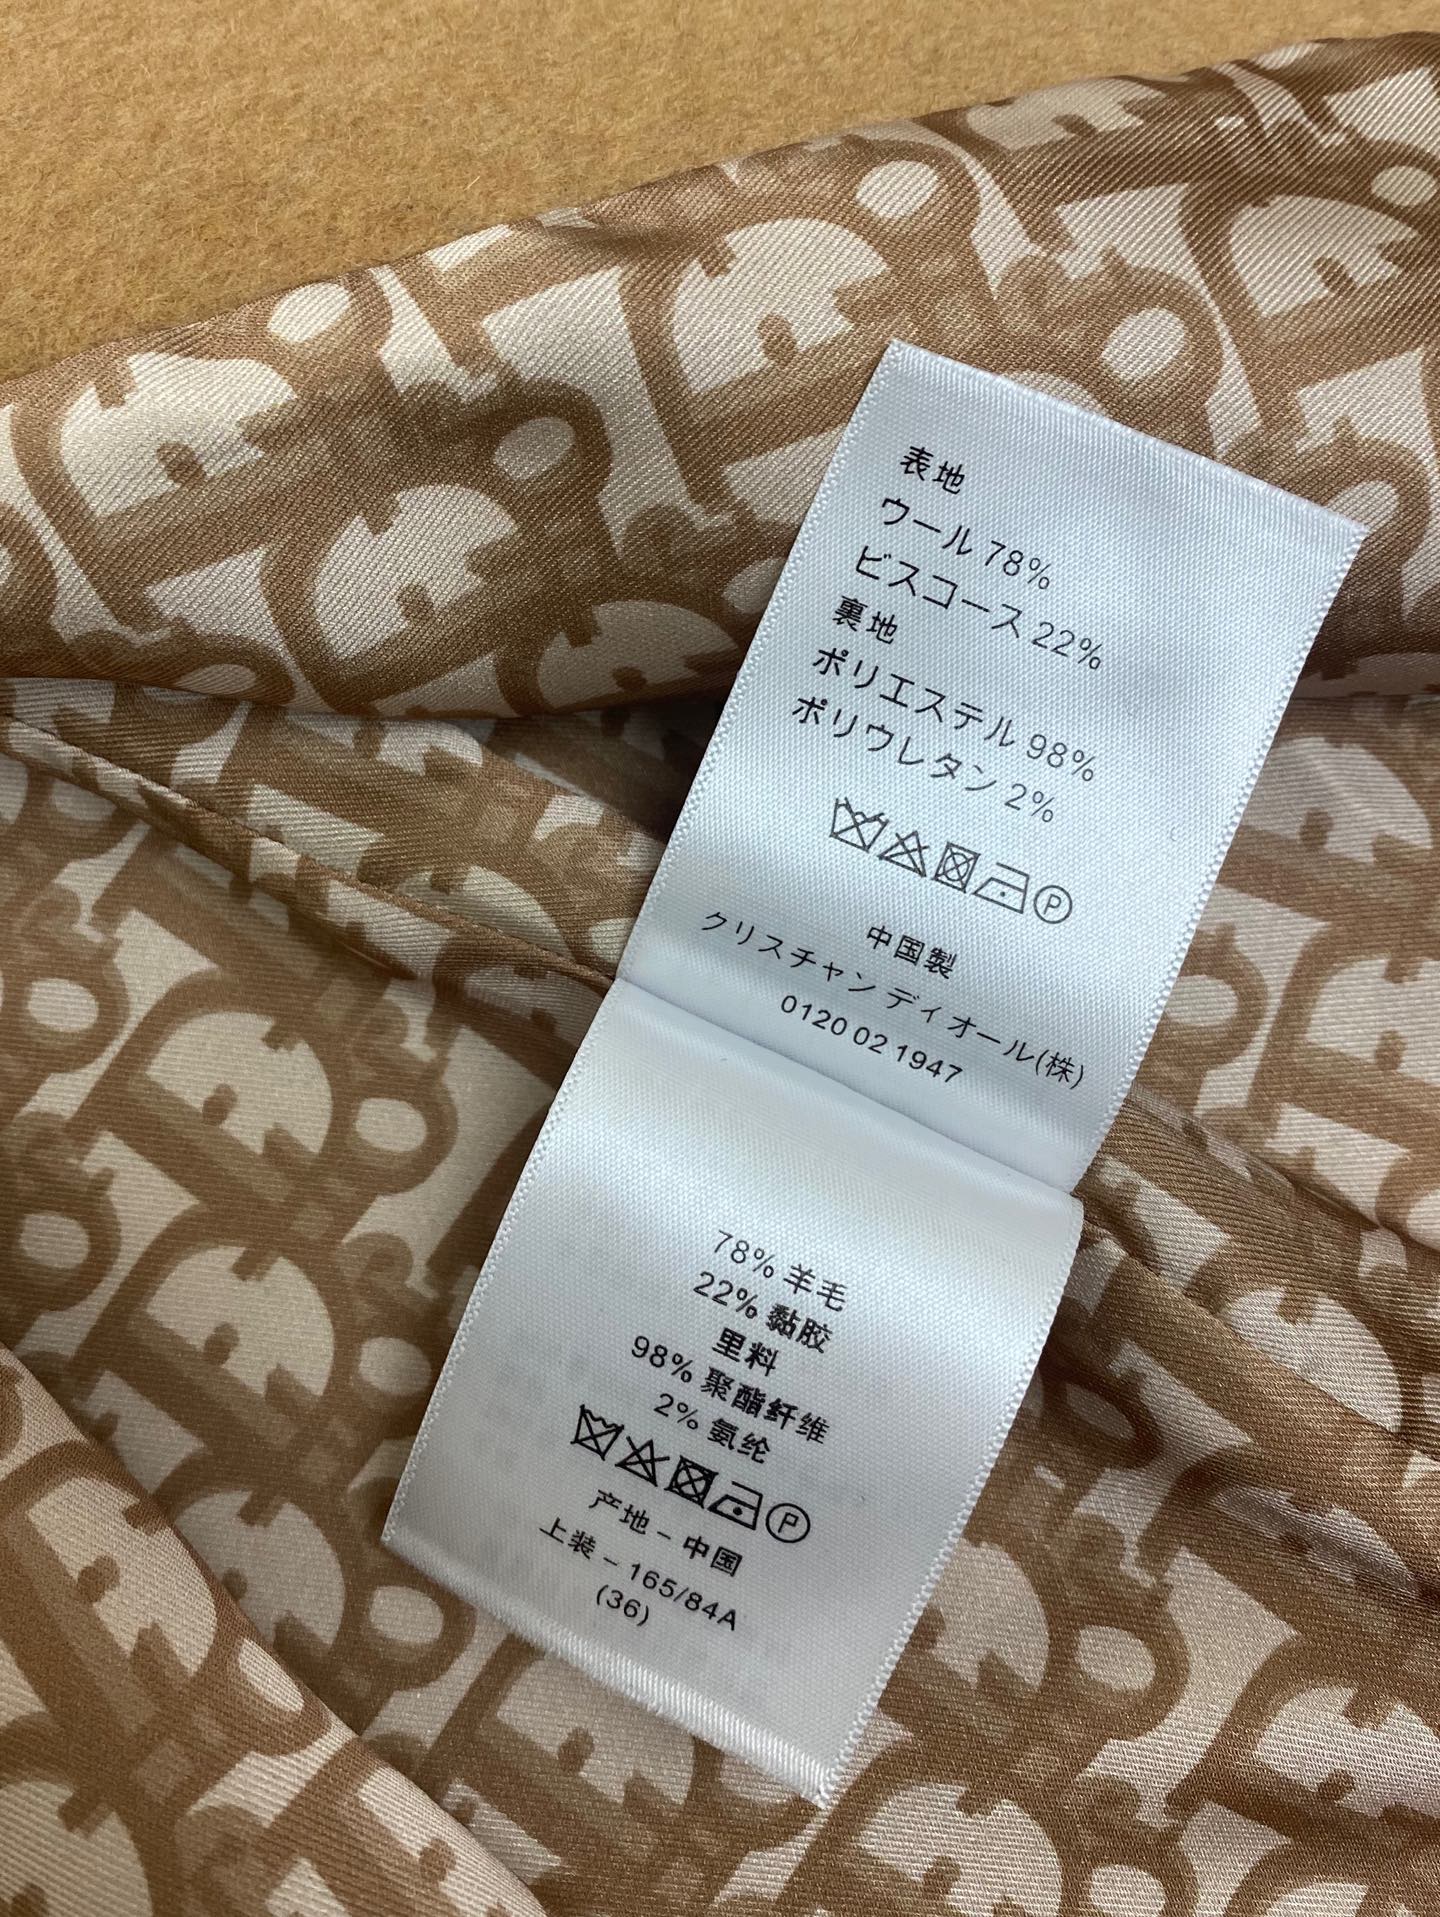 表地
ウール 78%
ビスコース 22%
裏地
ポリエステル 98%
ポリウレタン 2%
P
中国製
クリスチャン ディオール(株)
0120 02 1947
78% 羊毛
22% 黏胶
里料
98% 聚酯纤维
2% 氨纶
P
产地 – 中国
上装 – 165/84A
(36)